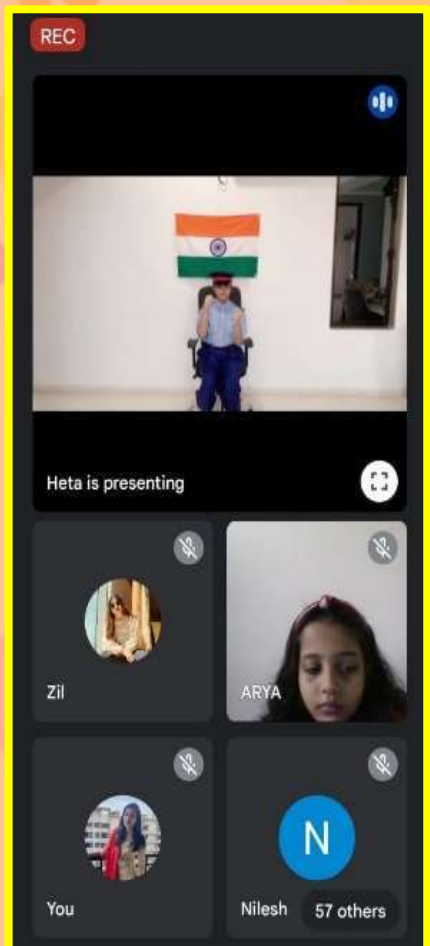 REC
Heta is presenting
Zil
ARYA
You
N
Nilesh
57 others